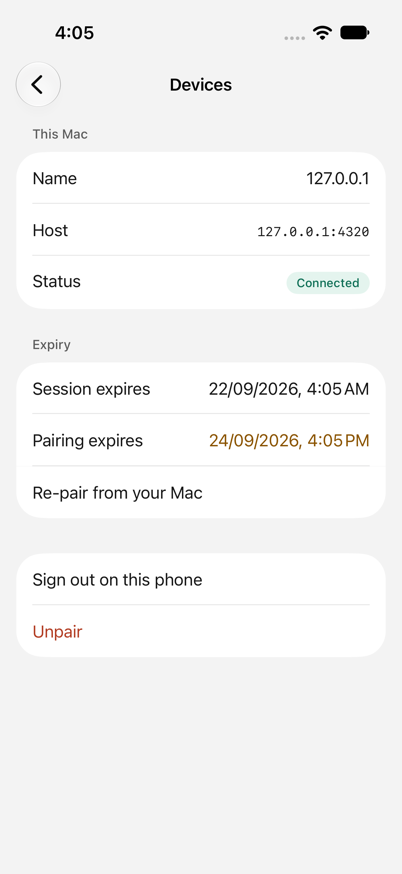 4:05
Devices
This Mac
Name 127.0.0.1
Host 127.0.0.1:4320
Status Connected
Expiry
Session expires 22/09/2026, 4:05 AM
Pairing expires 24/09/2026, 4:05 PM
Re-pair from your Mac
Sign out on this phone
Unpair